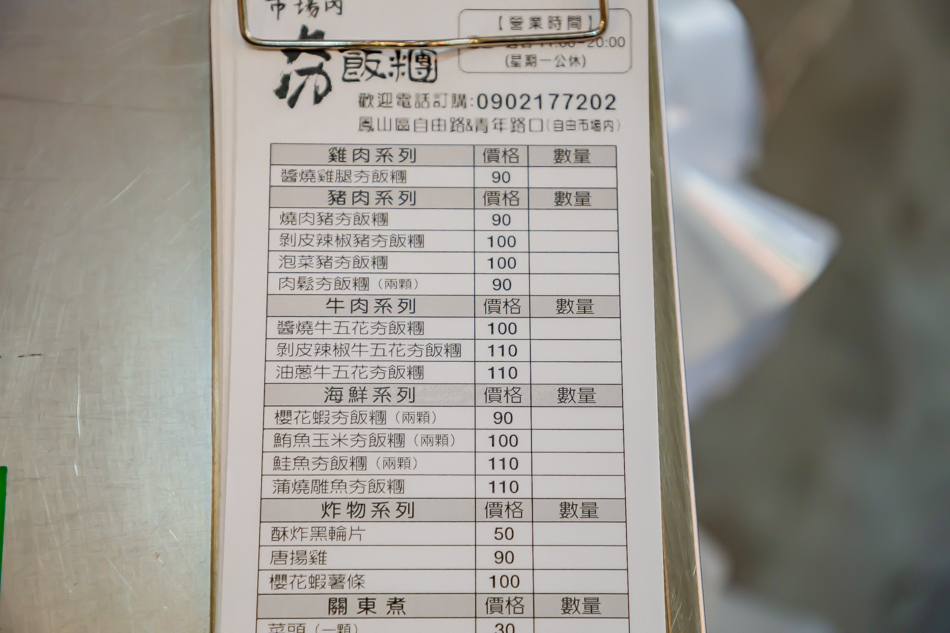 市場內
【營業時間】
11:00-20:00
(星期一公休)
夯飯糰
歡迎電話訂購:0902177202
鳳山區自由路&青年路口(自由市場內)
雞肉系列 價格 數量
醬燒雞腿夯飯糰 90
豬肉系列 價格 數量
燒肉豬夯飯糰 90
剝皮辣椒豬夯飯糰 100
泡菜豬夯飯糰 100
肉鬆夯飯糰(兩顆) 90
牛肉系列 價格 數量
醬燒牛五花夯飯糰 100
剝皮辣椒牛五花夯飯糰 110
油蔥牛五花夯飯糰 110
海鮮系列 價格 數量
櫻花蝦夯飯糰(兩顆) 90
鮪魚玉米夯飯糰(兩顆) 100
鮭魚夯飯糰(兩顆) 110
蒲燒雕魚夯飯糰 110
炸物系列 價格 數量
酥炸黑輪片 50
唐揚雞 90
櫻花蝦薯條 100
關東煮 價格 數量
菜頭(一顆) 30